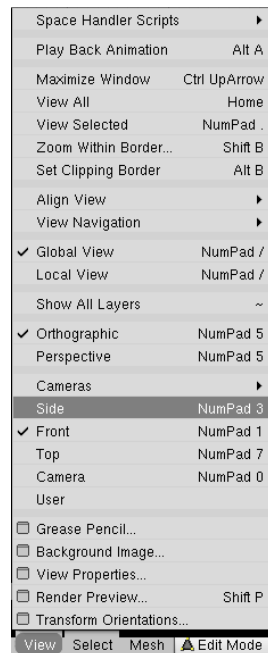 Space Handler Scripts
Play Back Animation Alt A
Maximize Window Ctrl UpArrow
View All Home
View Selected NumPad .
Zoom Within Border... Shift B
Set Clipping Border Alt B
Align View
View Navigation
Global View NumPad /
Local View NumPad /
Show All Layers ~
Orthographic NumPad 5
Perspective NumPad 5
Cameras
Side NumPad 3
Front NumPad 1
Top NumPad 7
Camera NumPad 0
User
Grease Pencil...
Background Image...
View Properties...
Render Preview... Shift P
Transform Orientations...
View Select Mesh Edit Mode